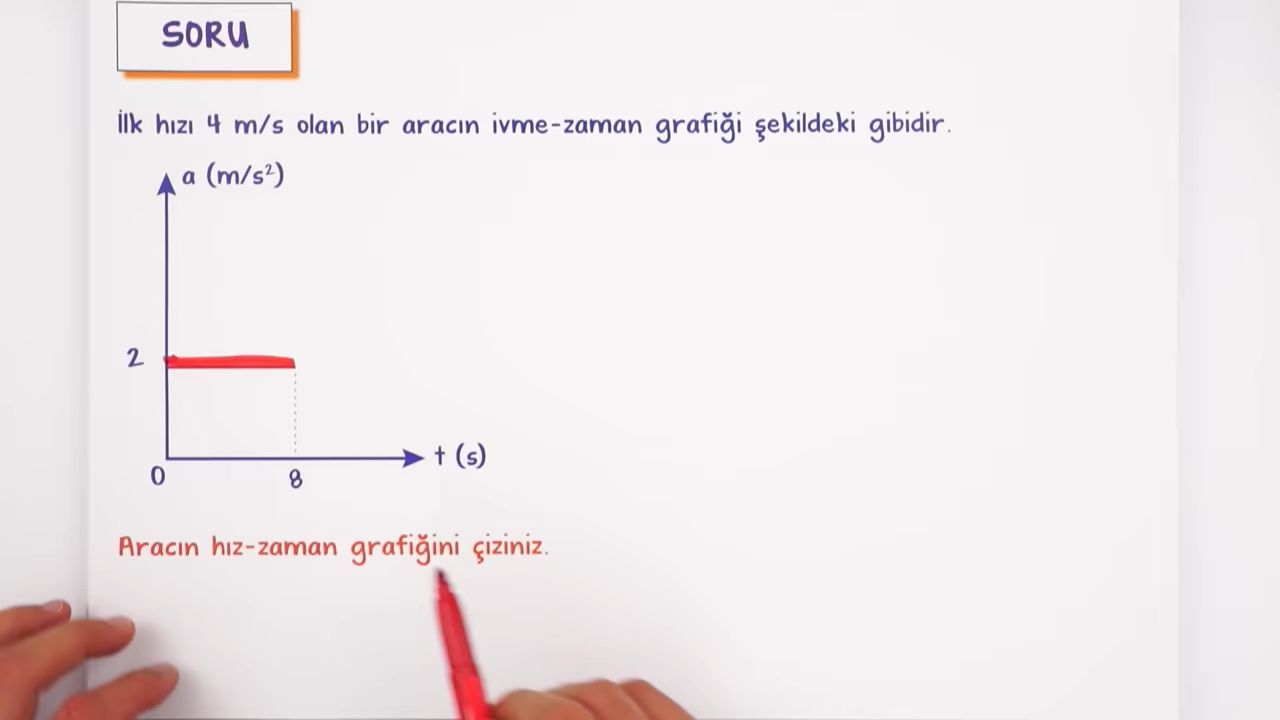 SORU
İlk hızı 4 m/s olan bir aracın ivme-zaman grafiği şekildeki gibidir.
a (m/s²)
2
t (s)
0
8
Aracın hız-zaman grafiğini çiziniz.